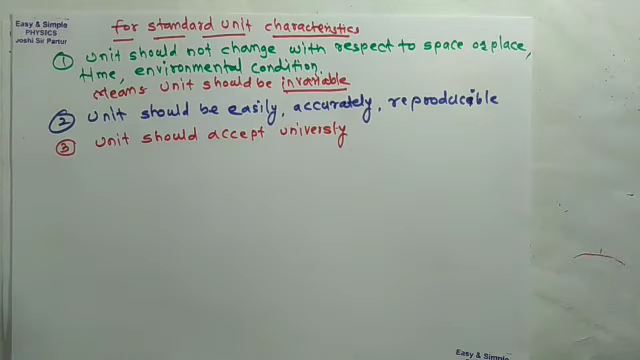 Easy & Simple
PHYSICS
Joshi Sir Partur
for standard unit characteristics
① unit should not change with respect to space or place,
time, environmental condition.
means unit should be invariable
② unit should be easily, accurately, reproducible
③ unit should accept universly
Easy & Simple